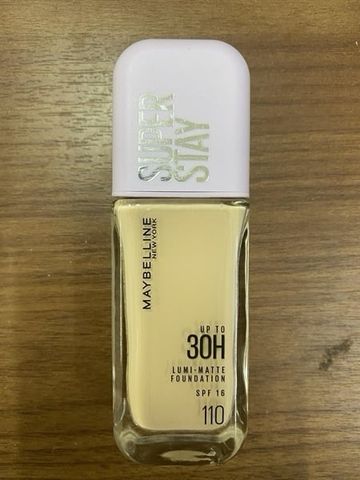 SUPER
STAY
MAYBELLINE
NEW YORK
UP TO
30H
LUMI-MATTE
FOUNDATION
SPF 16
110